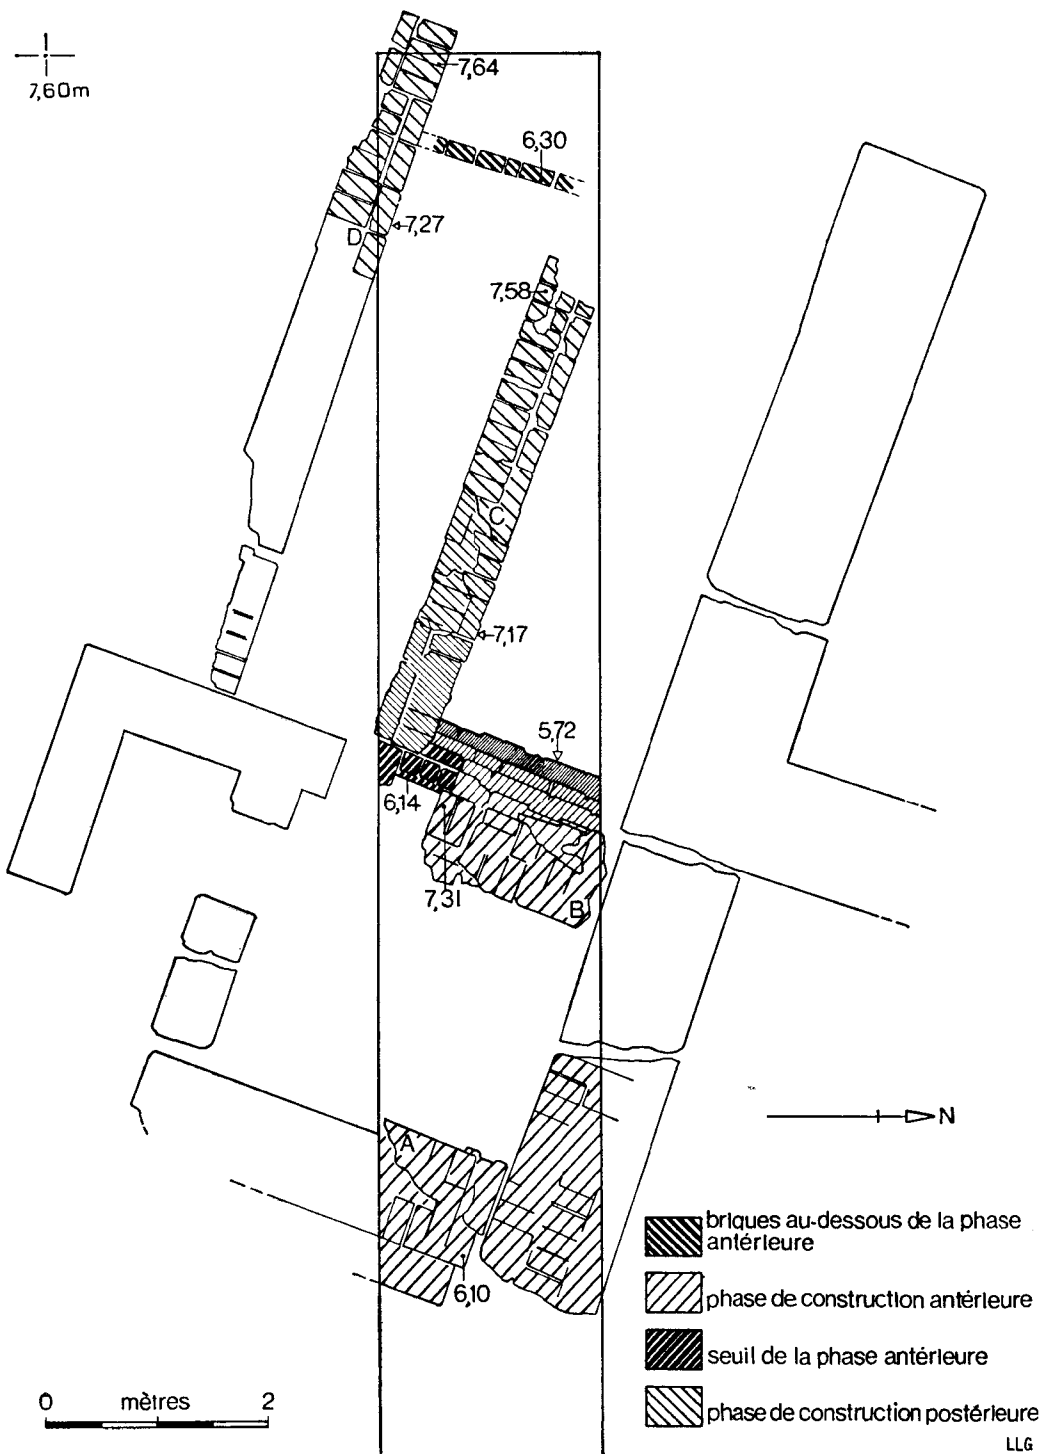 7,60m
7,64
6,30
D
7,27
7,58
C
7,17
5,72
6,14
7,31
B
N
A
6,10
briques au-dessous de la phase
antérieure
phase de construction antérieure
seuil de la phase antérieure
phase de construction postérieure
0 mètres 2
LLG